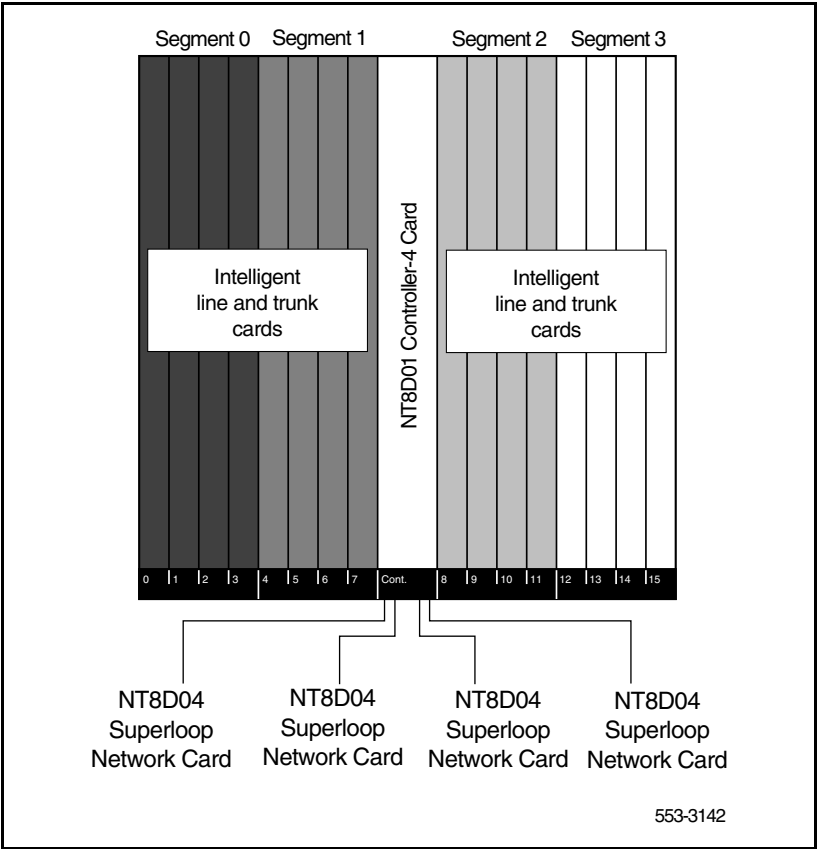 Segment 0 Segment 1 Segment 2 Segment 3
Intelligent
line and trunk
cards
NT8D01 Controller-4 Card
Intelligent
line and trunk
cards
0 1 2 3 4 5 6 7 Cont. 8 9 10 11 12 13 14 15
NT8D04
Superloop
Network Card
NT8D04
Superloop
Network Card
NT8D04
Superloop
Network Card
NT8D04
Superloop
Network Card
553-3142